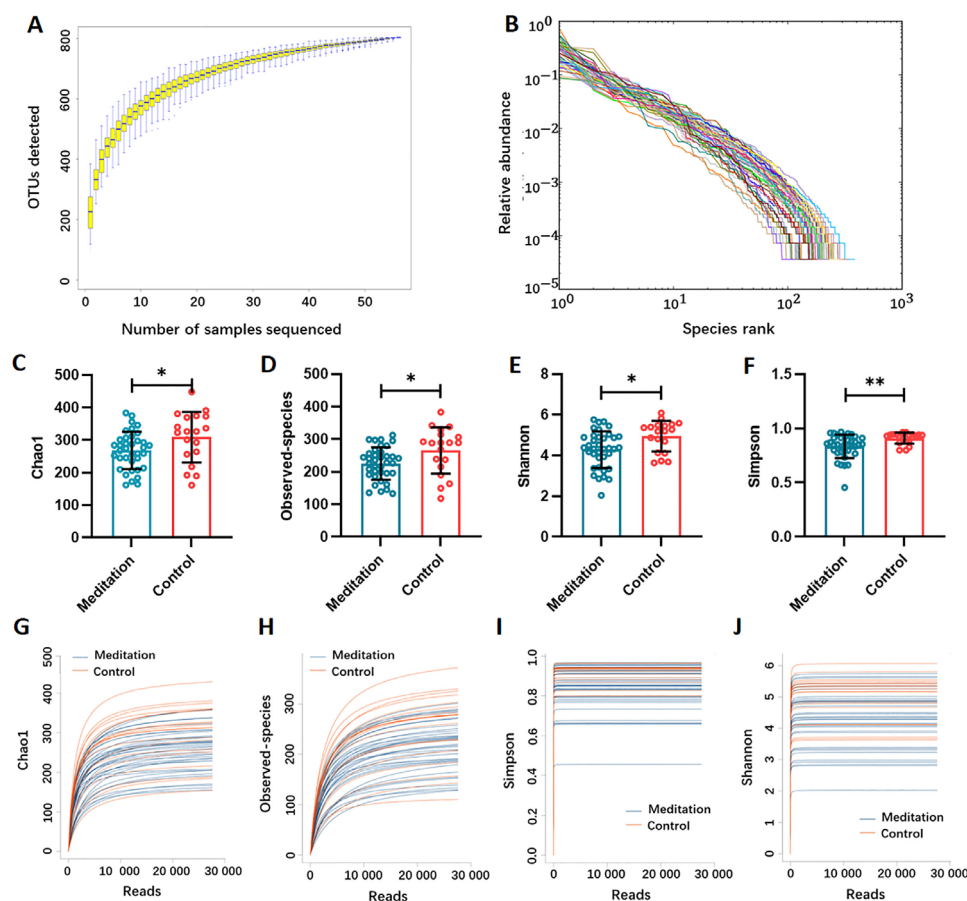 A
OTUs detected
800
600
400
200
0
0 10 20 30 40 50
Number of samples sequenced
B
Relative abundance
10^0
10^-1
10^-2
10^-3
10^-4
10^-5
10^0 10^1 10^2 10^3
Species rank
C
Chao1
500
400
300
200
100
0
*
Meditation
Control
D
Observed-species
500
400
300
200
100
0
*
Meditation
Control
E
Shannon
8
6
4
2
0
*
Meditation
Control
F
Simpson
1.5
1.0
0.5
0.0
**
Meditation
Control
G
Chao1
500
400
300
200
100
0
Meditation
Control
0 10 000 20 000 30 000
Reads
H
Observed-species
300
200
100
0
Meditation
Control
0 10 000 20 000 30 000
Reads
I
Simpson
1.0
0.8
0.6
0.4
0.2
0.0
Meditation
Control
0 10 000 20 000 30 000
Reads
J
Shannon
6
5
4
3
2
1
0
Meditation
Control
0 10 000 20 000 30 000
Reads